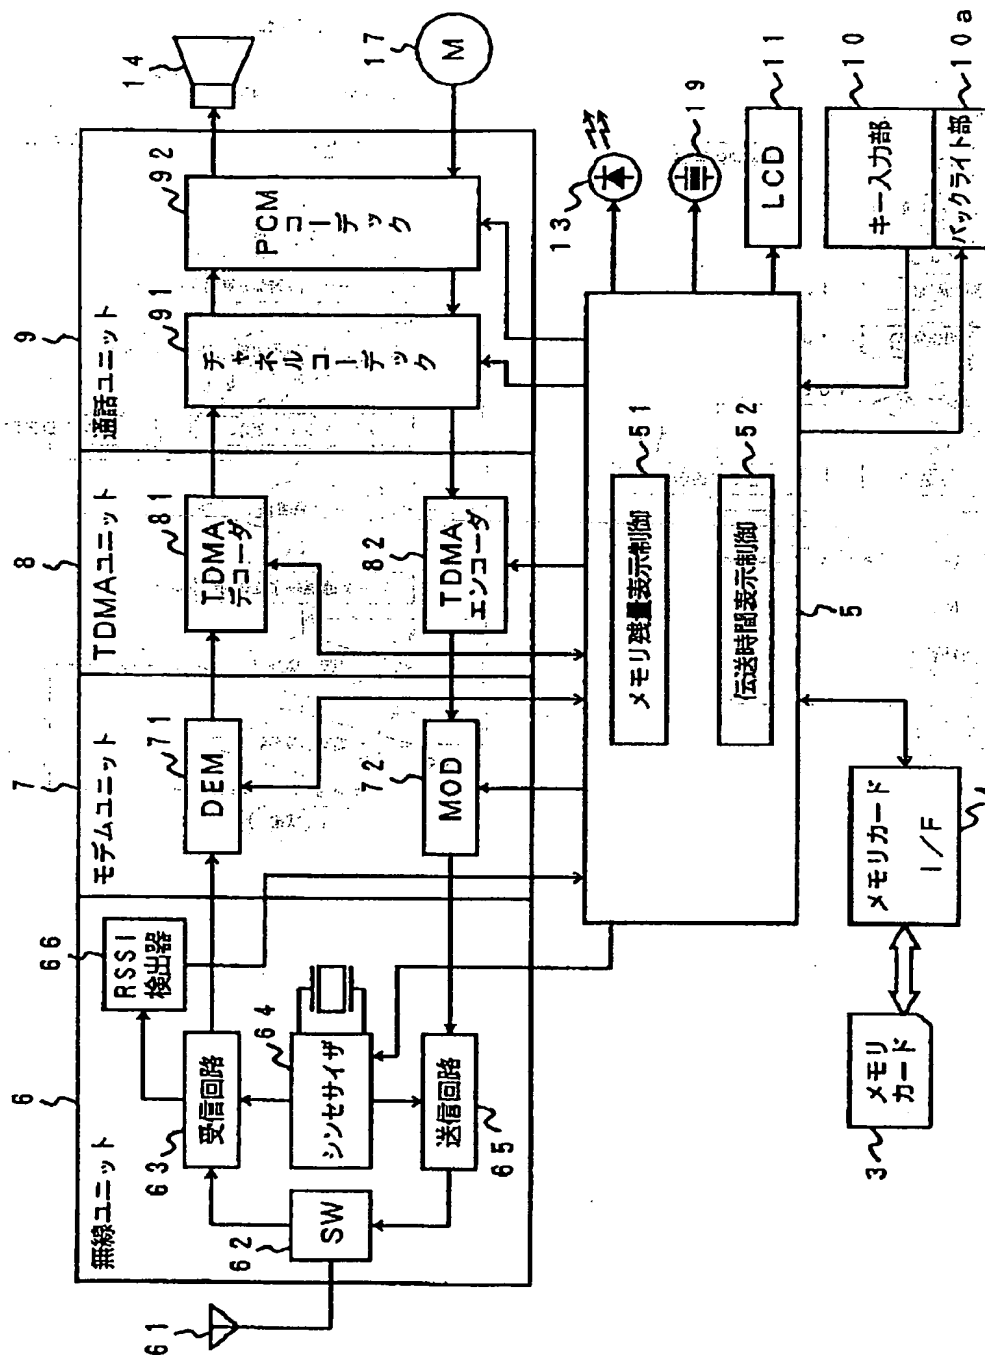 6
7
8
9
無線ユニット
モデムユニット
TDMAユニット
通話ユニット
14
17
M
66
RSSI
検出器
63
受信回路
64
シンセサイザ
65
送信回路
62
SW
61
71
DEM
72
MOD
81
TDMA
デコーダ
82
TDMA
エンコーダ
91
チャネルコーデック
92
PCM
コーデック
51
メモリ残量表示制御
52
伝送時間表示制御
5
13
19
11
LCD
10
キー入力部
10a
バックライト部
メモリカード
I/F
3
メモリ
カード